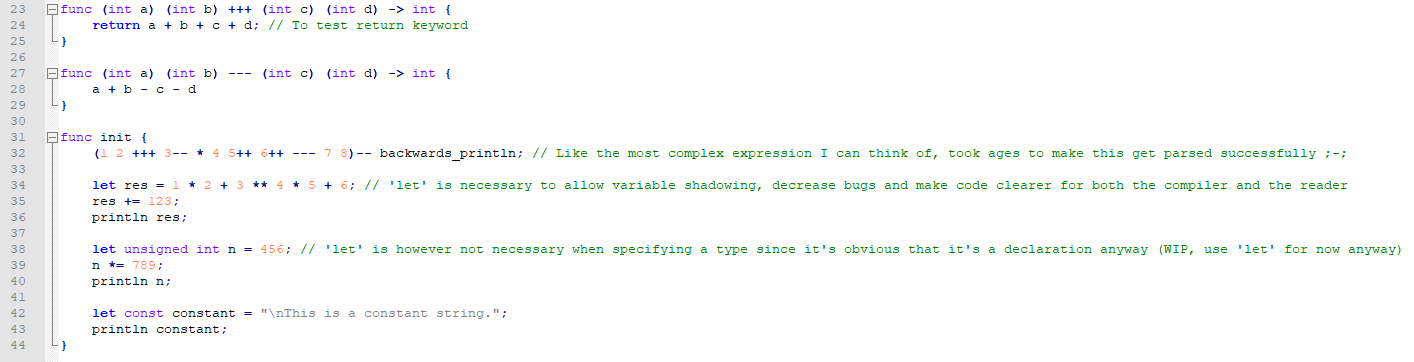 23 func (int a) (int b) +++ (int c) (int d) -> int {
24     return a + b + c + d; // To test return keyword
25 }
26
27 func (int a) (int b) --- (int c) (int d) -> int {
28     a + b - c - d
29 }
30
31 func init {
32     (1 2 +++ 3-- * 4 5++ 6++ --- 7 8)-- backwards_println; // Like the most complex expression I can think of, took ages to make this get parsed successfully ;-;
33
34     let res = 1 * 2 + 3 ** 4 * 5 + 6; // 'let' is necessary to allow variable shadowing, decrease bugs and make code clearer for both the compiler and the reader
35     res += 123;
36     println res;
37
38     let unsigned int n = 456; // 'let' is however not necessary when specifying a type since it's obvious that it's a declaration anyway (WIP, use 'let' for now anyway)
39     n *= 789;
40     println n;
41
42     let const constant = "\nThis is a constant string.";
43     println constant;
44 }